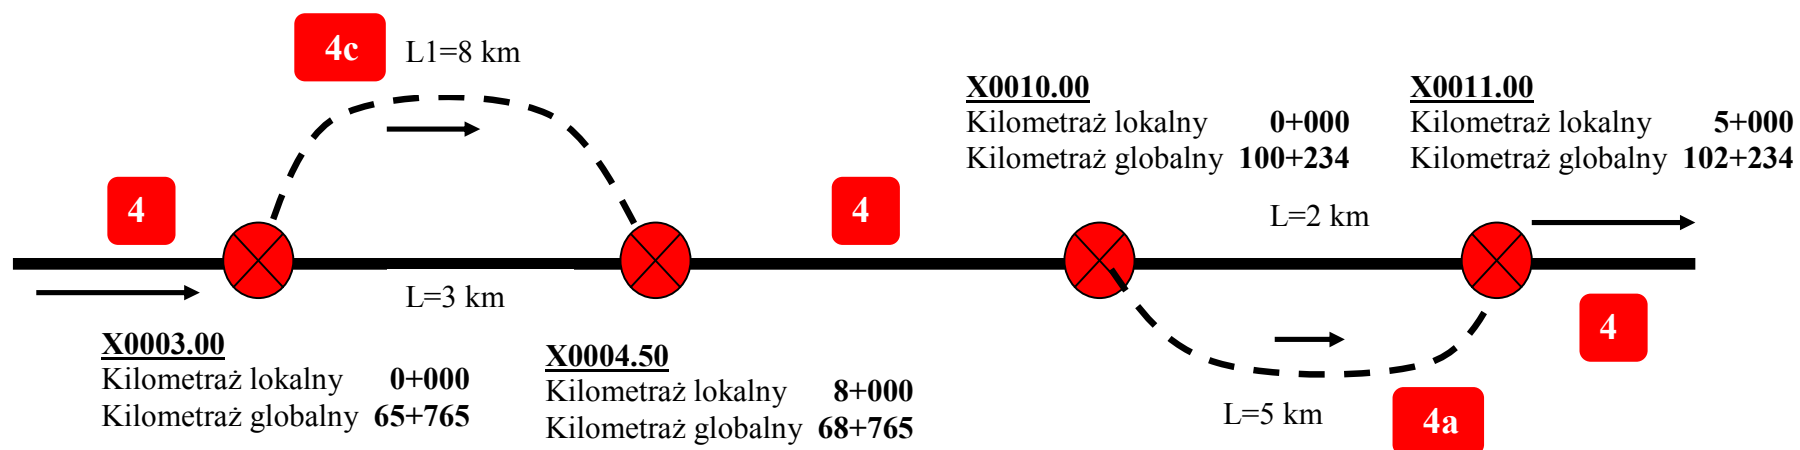 4c
L1=8 km
X0010.00
Kilometraż lokalny 0+000
Kilometraż globalny 100+234
X0011.00
Kilometraż lokalny 5+000
Kilometraż globalny 102+234
4
4
L=2 km
L=3 km
4
X0003.00
Kilometraż lokalny 0+000
Kilometraż globalny 65+765
X0004.50
Kilometraż lokalny 8+000
Kilometraż globalny 68+765
L=5 km
4a